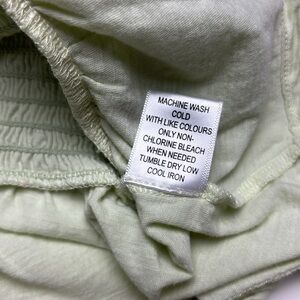 MACHINE WASH
COLD
WITH LIKE COLOURS
ONLY NON-
CHLORINE BLEACH
WHEN NEEDED
TUMBLE DRY LOW
COOL IRON